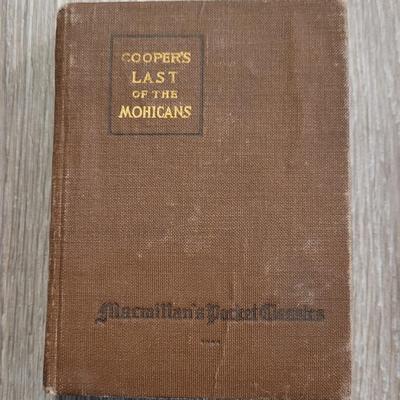 COOPER'S
LAST
OF THE
MOHICANS
Macmillan's Pocket Classics